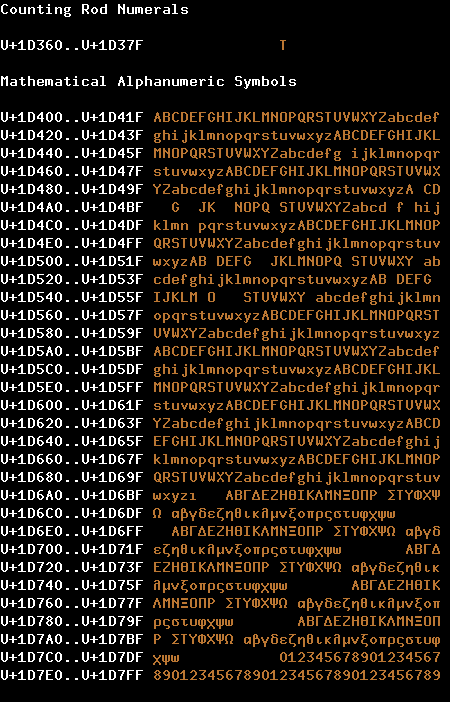 Counting Rod Numerals
U+1D360..U+1D37F               T
Mathematical Alphanumeric Symbols
U+1D400..U+1D41F ABCDEFGHIJKLMNOPQRSTUVWXYZabcdef
U+1D420..U+1D43F ghijklmnopqrstuvwxyzABCDEFGHIJKL
U+1D440..U+1D45F MNOPQRSTUVWXYZabcdefg ijklmnopqr
U+1D460..U+1D47F stuvwxyzABCDEFGHIJKLMNOPQRSTUVWX
U+1D480..U+1D49F YZabcdefghijklmnopqrstuvwxyzA CD
U+1D4A0..U+1D4BF   G  JK  NOPQ STUVWXYZabcd f hij
U+1D4C0..U+1D4DF klmn pqrstuvwxyzABCDEFGHIJKLMNOP
U+1D4E0..U+1D4FF QRSTUVWXYZabcdefghijklmnopqrstuv
U+1D500..U+1D51F wxyzAB DEFG  JKLMNOPQ STUVWXY ab
U+1D520..U+1D53F cdefghijklmnopqrstuvwxyzAB DEFG
U+1D540..U+1D55F IJKLM O   STUVWXY abcdefghijklmn
U+1D560..U+1D57F opqrstuvwxyzABCDEFGHIJKLMNOPQRST
U+1D580..U+1D59F UVWXYZabcdefghijklmnopqrstuvwxyz
U+1D5A0..U+1D5BF ABCDEFGHIJKLMNOPQRSTUVWXYZabcdef
U+1D5C0..U+1D5DF ghijklmnopqrstuvwxyzABCDEFGHIJKL
U+1D5E0..U+1D5FF MNOPQRSTUVWXYZabcdefghijklmnopqr
U+1D600..U+1D61F stuvwxyzABCDEFGHIJKLMNOPQRSTUVWX
U+1D620..U+1D63F YZabcdefghijklmnopqrstuvwxyzABCD
U+1D640..U+1D65F EFGHIJKLMNOPQRSTUVWXYZabcdefghij
U+1D660..U+1D67F klmnopqrstuvwxyzABCDEFGHIJKLMNOP
U+1D680..U+1D69F QRSTUVWXYZabcdefghijklmnopqrstuv
U+1D6A0..U+1D6BF wxyzı   ΑΒΓΔΕΖΗΘΙΚΛΜΝΞΟΠΡ ΣΤΥΦΧΨ
U+1D6C0..U+1D6DF Ω αβγδεζηθικλμνξοπρςστυφχψω
U+1D6E0..U+1D6FF   ΑΒΓΔΕΖΗΘΙΚΛΜΝΞΟΠΡ ΣΤΥΦΧΨΩ αβγδ
U+1D700..U+1D71F εζηθικλμνξοπρςστυφχψω       ΑΒΓΔ
U+1D720..U+1D73F ΕΖΗΘΙΚΛΜΝΞΟΠΡ ΣΤΥΦΧΨΩ αβγδεζηθικ
U+1D740..U+1D75F λμνξοπρςστυφχψω       ΑΒΓΔΕΖΗΘΙΚ
U+1D760..U+1D77F ΛΜΝΞΟΠΡ ΣΤΥΦΧΨΩ αβγδεζηθικλμνξοπ
U+1D780..U+1D79F ρςστυφχψω       ΑΒΓΔΕΖΗΘΙΚΛΜΝΞΟΠ
U+1D7A0..U+1D7BF Ρ ΣΤΥΦΧΨΩ αβγδεζηθικλμνξοπρςστυφ
U+1D7C0..U+1D7DF χψω           012345678901234567
U+1D7E0..U+1D7FF 89012345678901234567890123456789